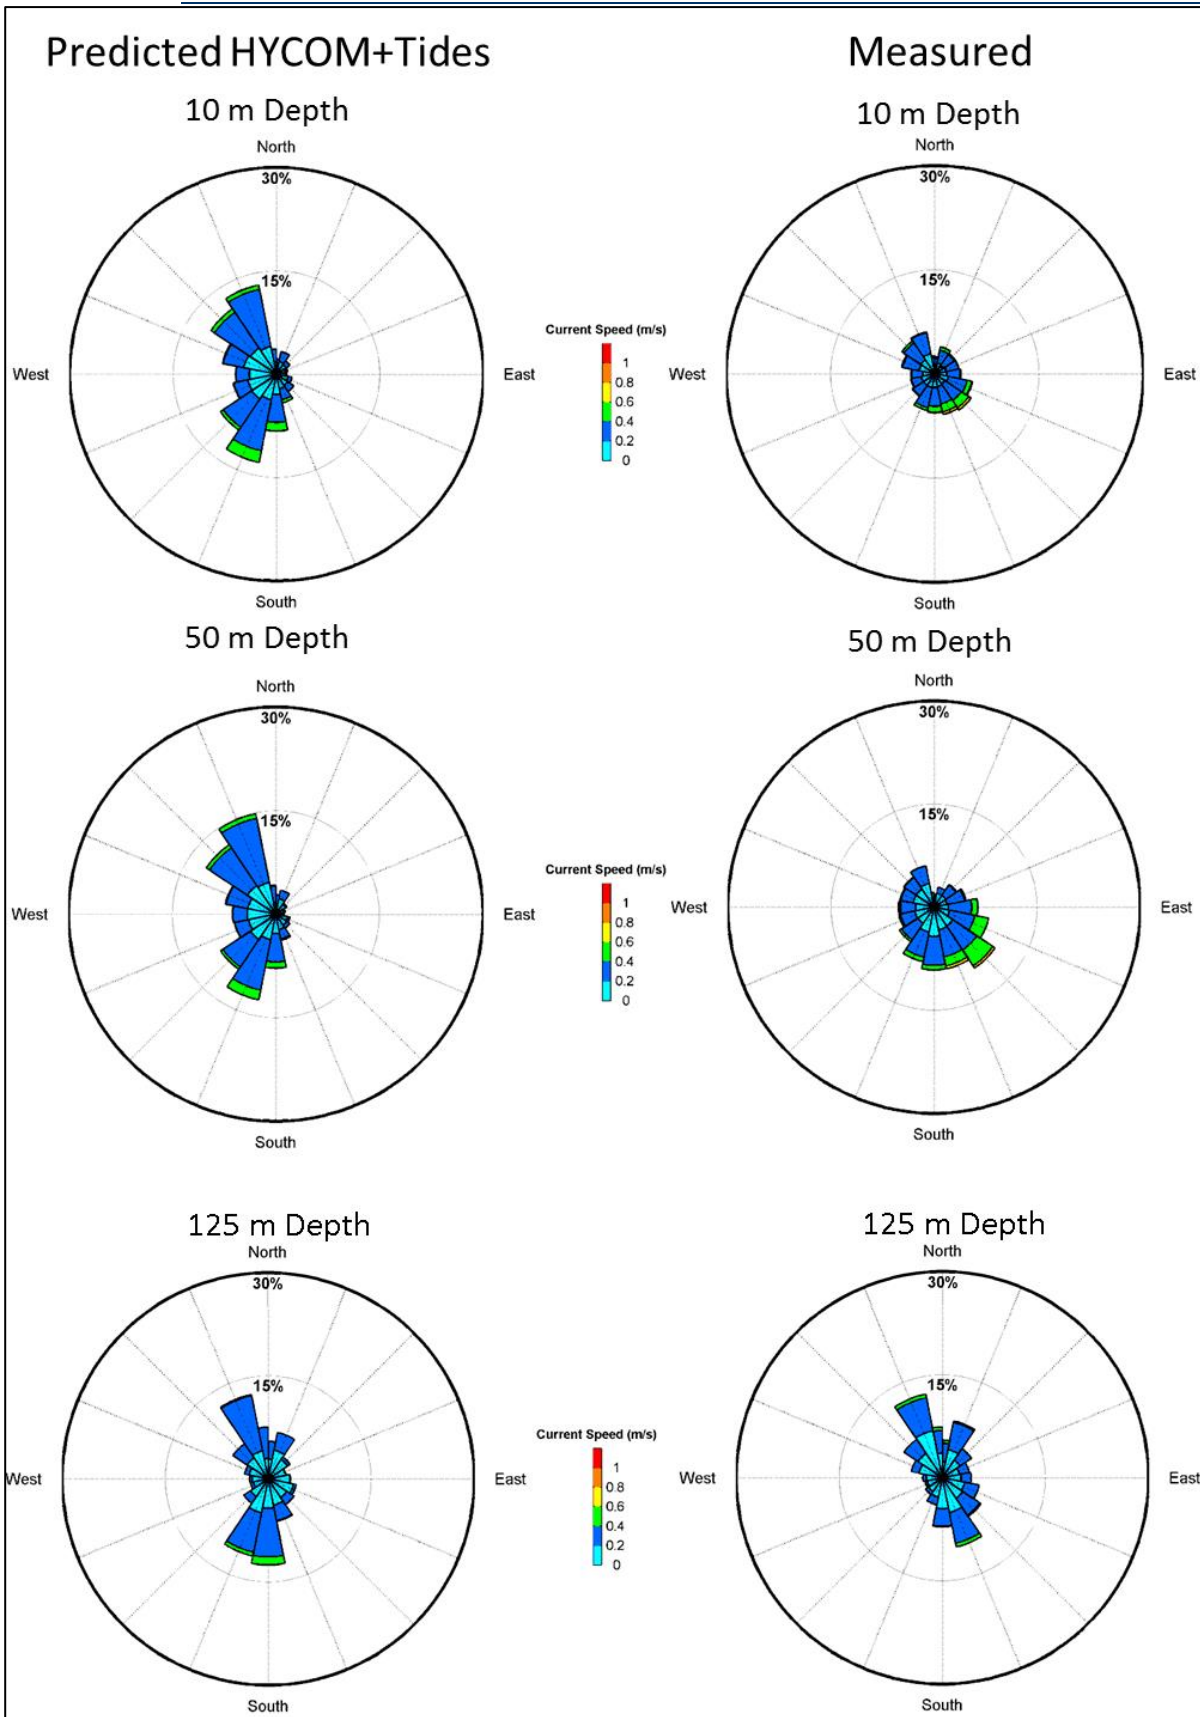 Predicted HYCOM+Tides
Measured
10 m Depth
10 m Depth
North
North
30%
30%
15%
15%
West
East
West
East
South
South
Current Speed (m/s)
1
0.8
0.6
0.4
0.2
0
50 m Depth
50 m Depth
North
North
30%
30%
15%
15%
West
East
West
East
South
South
Current Speed (m/s)
1
0.8
0.6
0.4
0.2
0
125 m Depth
125 m Depth
North
North
30%
30%
15%
15%
West
East
West
East
South
South
Current Speed (m/s)
1
0.8
0.6
0.4
0.2
0